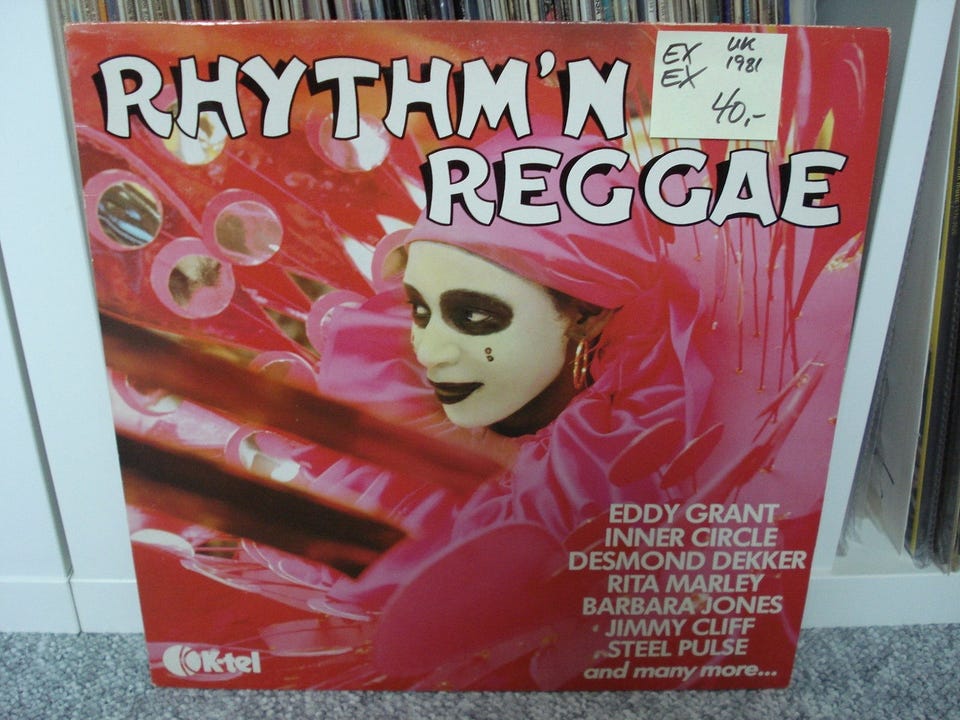 RHYTHM'N
REGGAE
EX UK
EX 1981
40,-
EDDY GRANT
INNER CIRCLE
DESMOND DEKKER
RITA MARLEY
BARBARA JONES
JIMMY CLIFF
STEEL PULSE
and many more...
K-tel